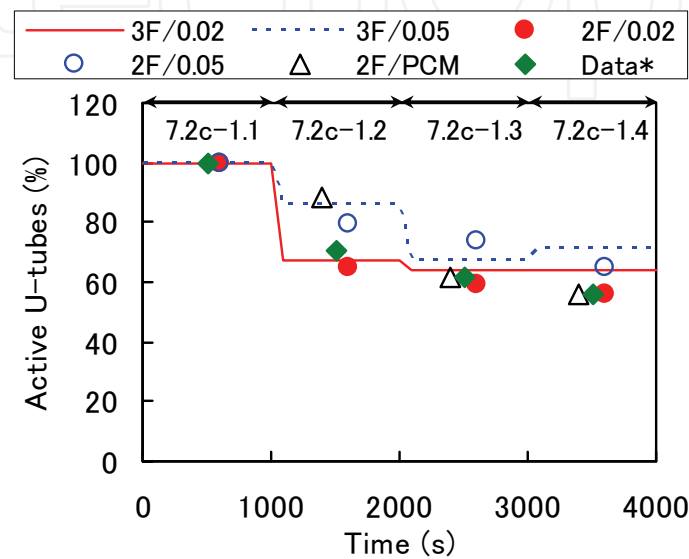 3F/0.02 3F/0.05 2F/0.02
2F/0.05 2F/PCM Data*
120
100
80
60
40
20
0
Active U-tubes (%)
7.2c-1.1 7.2c-1.2 7.2c-1.3 7.2c-1.4
0 1000 2000 3000 4000
Time (s)